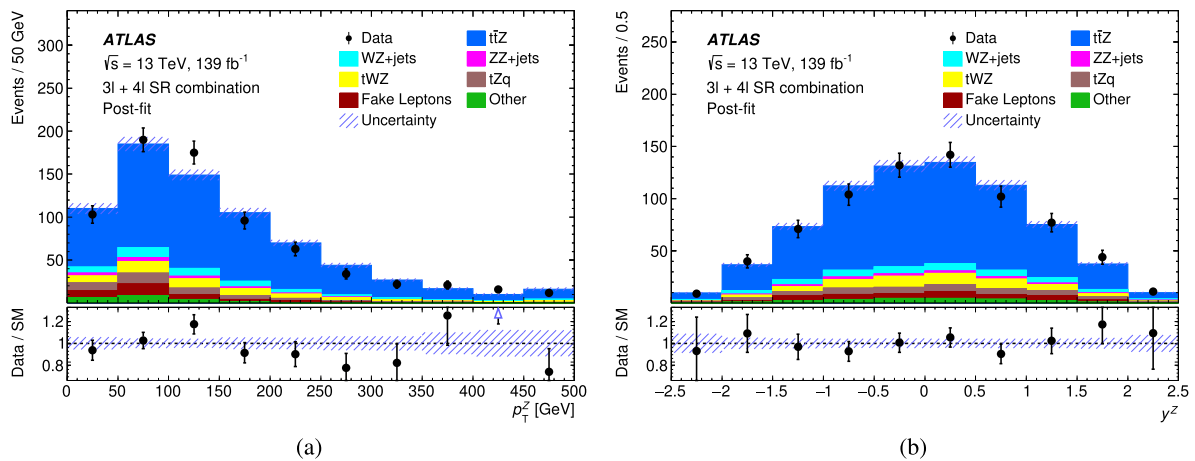 Events / 50 GeV
300
250
200
150
100
50
ATLAS
√s = 13 TeV, 139 fb⁻¹
3l + 4l SR combination
Post-fit
Data
tt̄Z
WZ+jets
ZZ+jets
tWZ
tZq
Fake Leptons
Other
Uncertainty
Data / SM
1.2
1
0.8
0 50 100 150 200 250 300 350 400 450 500
p_T^Z [GeV]
(a)
Events / 0.5
250
200
150
100
50
ATLAS
√s = 13 TeV, 139 fb⁻¹
3l + 4l SR combination
Post-fit
Data
tt̄Z
WZ+jets
ZZ+jets
tWZ
tZq
Fake Leptons
Other
Uncertainty
Data / SM
1.2
1
0.8
−2.5 −2 −1.5 −1 −0.5 0 0.5 1 1.5 2 2.5
y^Z
(b)